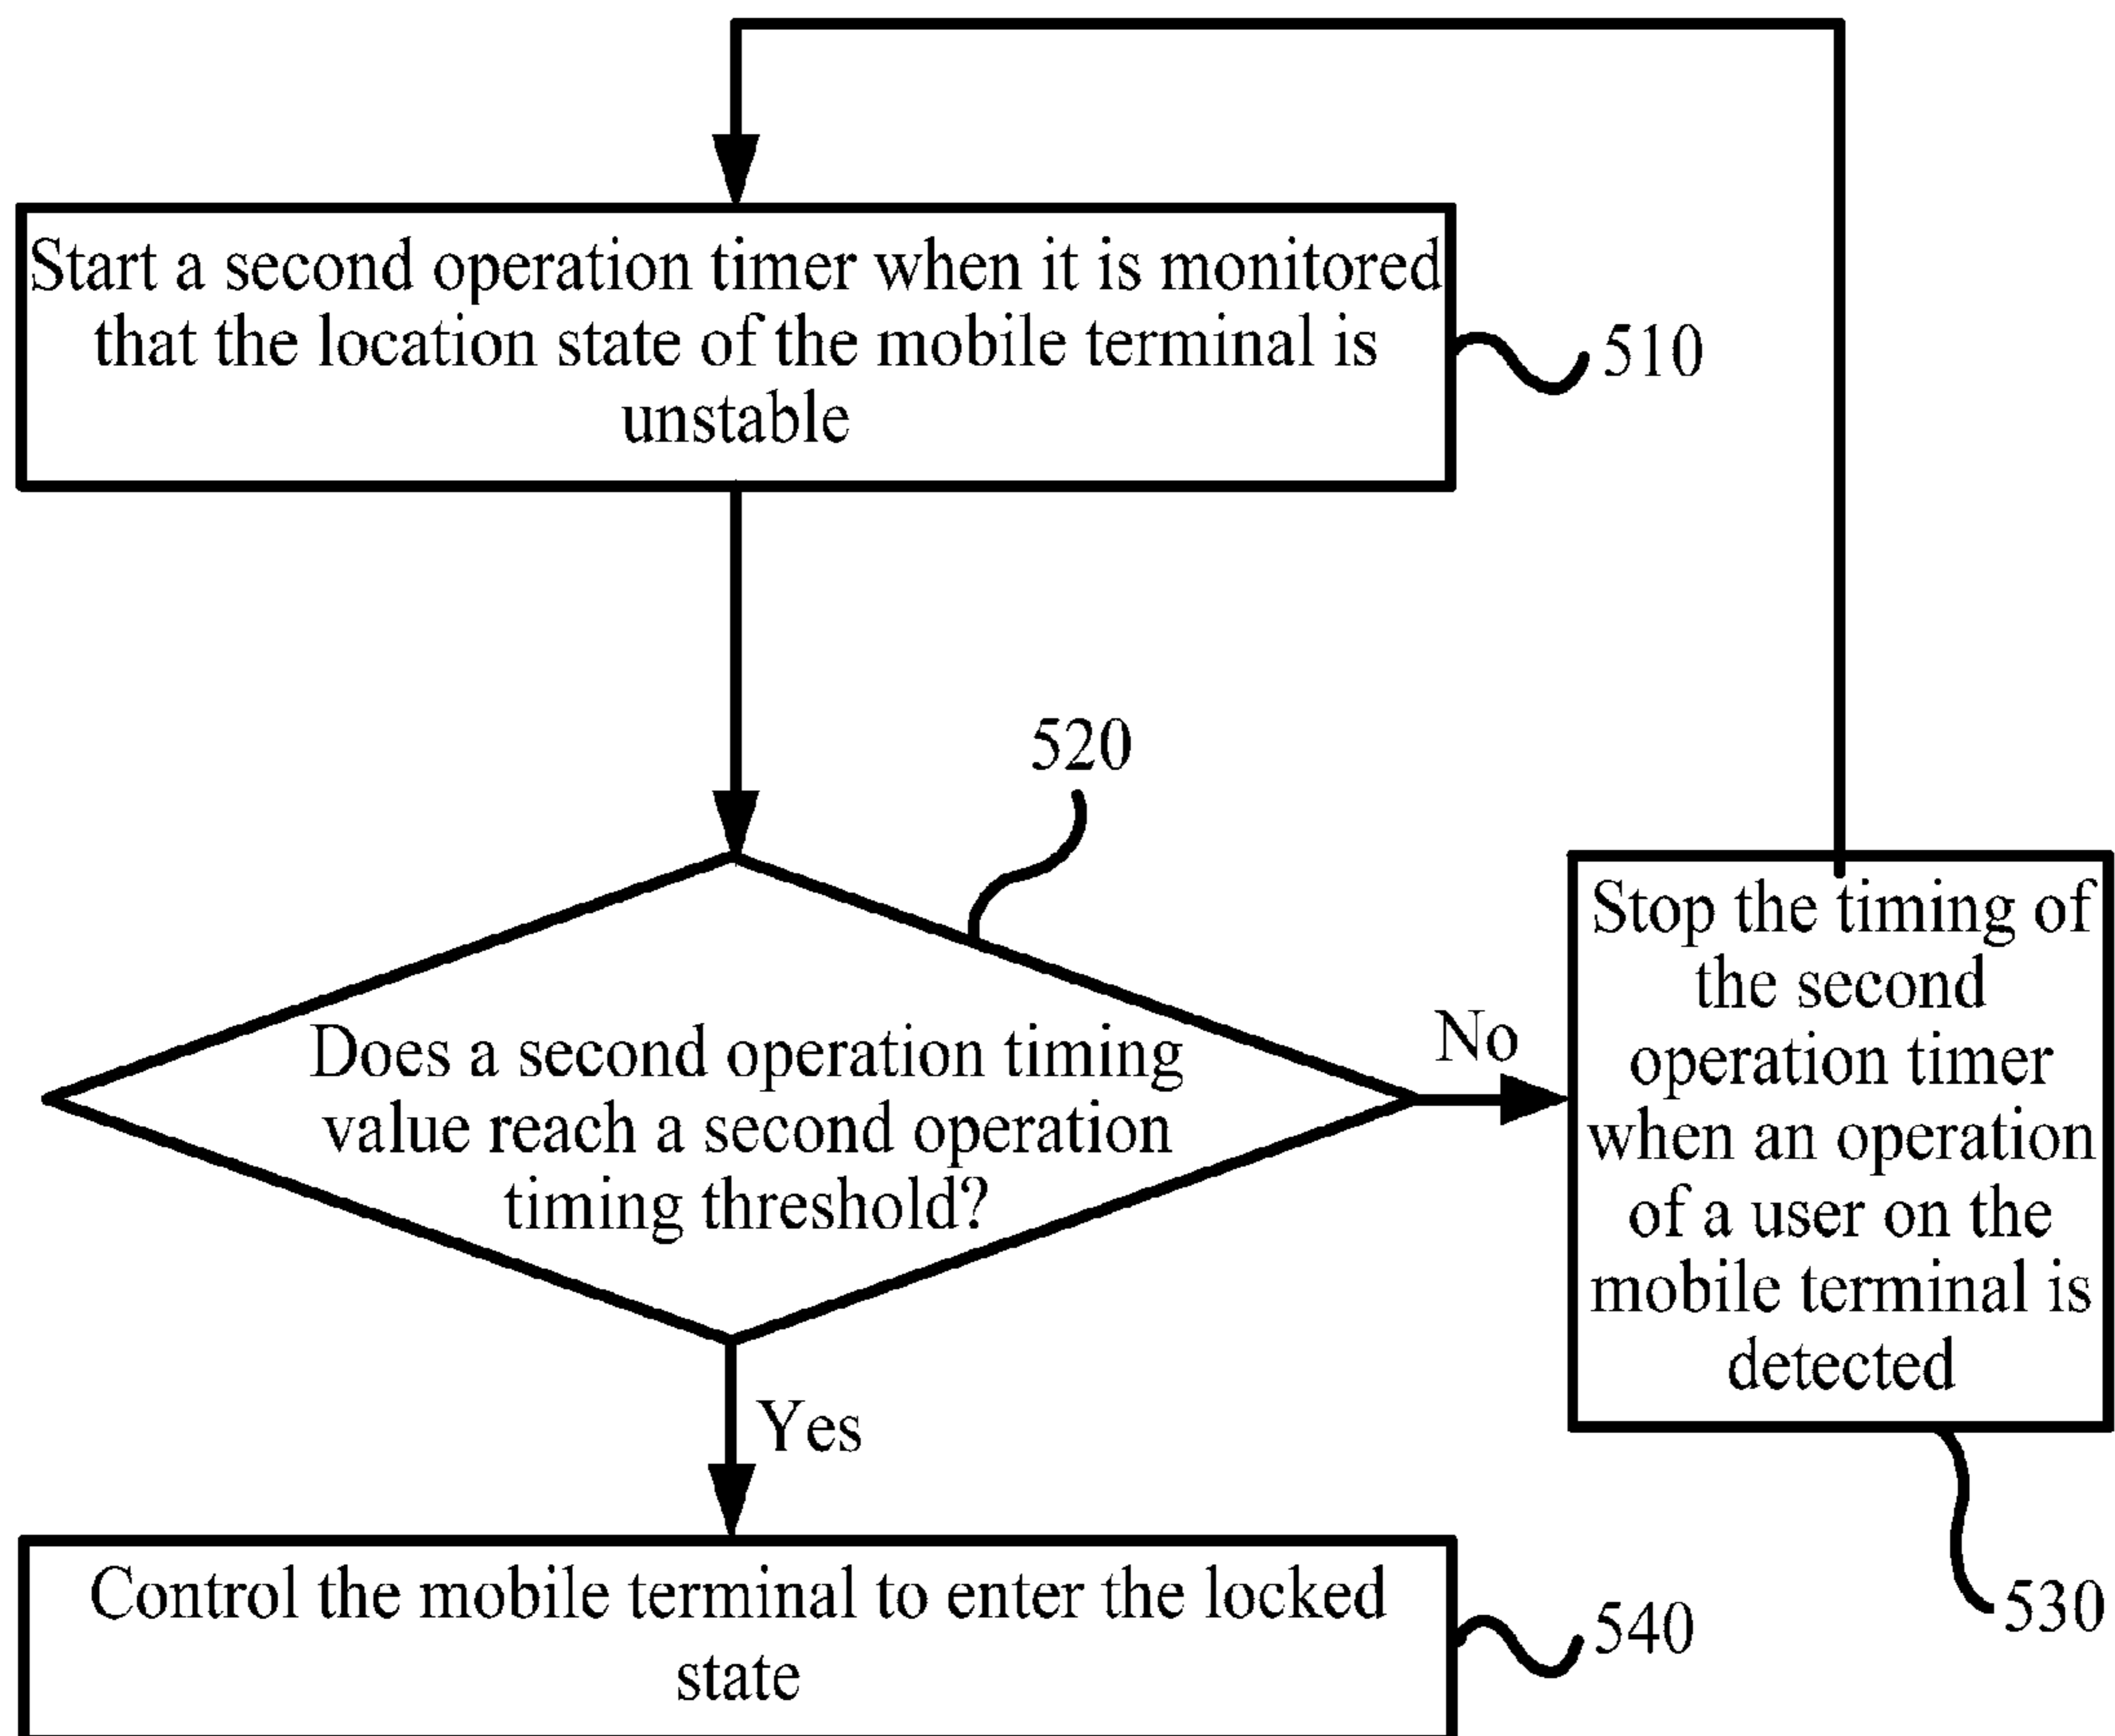 Start a second operation timer when it is monitored
that the location state of the mobile terminal is
unstable
510
520
Does a second operation timing
value reach a second operation
timing threshold?
No
Stop the timing of
the second
operation timer
when an operation
of a user on the
mobile terminal is
detected
530
Yes
Control the mobile terminal to enter the locked
state
540